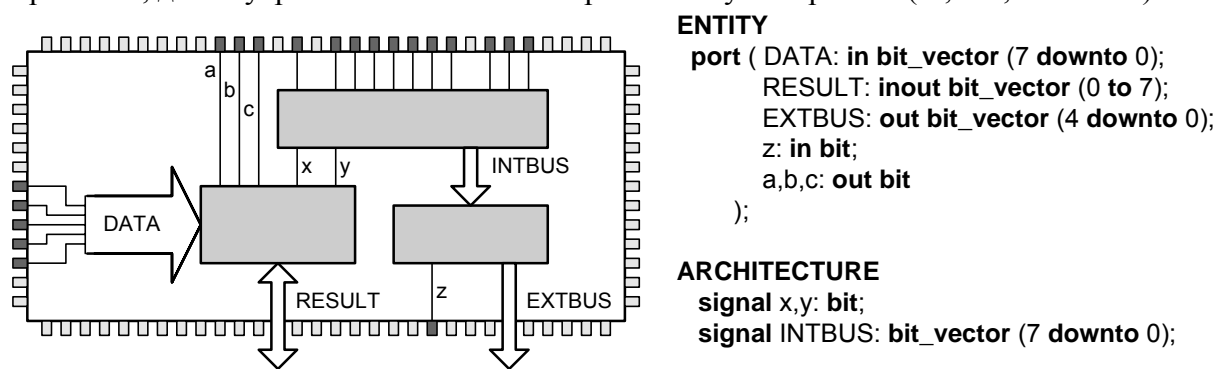 ENTITY
port ( DATA: in bit_vector (7 downto 0);
RESULT: inout bit_vector (0 to 7);
EXTBUS: out bit_vector (4 downto 0);
z: in bit;
a,b,c: out bit
);
ARCHITECTURE
signal x,y: bit;
signal INTBUS: bit_vector (7 downto 0);
a
b
c
x
y
INTBUS
DATA
RESULT
z
EXTBUS